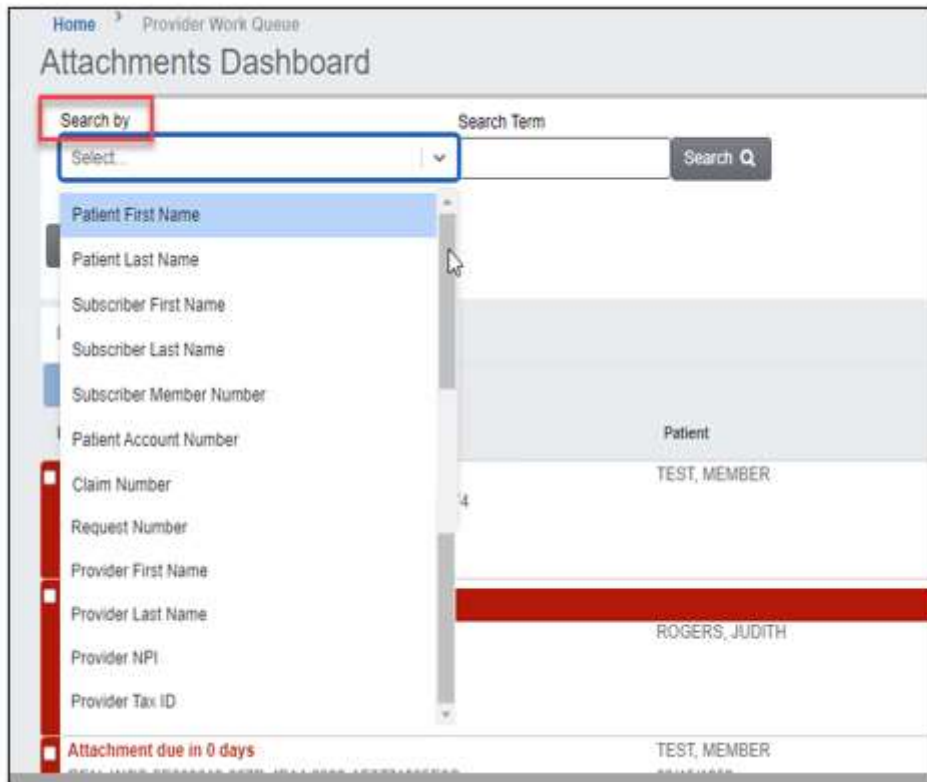 Home > Provider Work Queue
Attachments Dashboard
Search by
Search Term
Select...
Search
Patient First Name
Patient Last Name
Subscriber First Name
Subscriber Last Name
Subscriber Member Number
Patient Account Number
Claim Number
Request Number
Provider First Name
Provider Last Name
Provider NPI
Provider Tax ID
Patient
TEST, MEMBER
4
ROGERS, JUDITH
Attachment due in 0 days
TEST, MEMBER